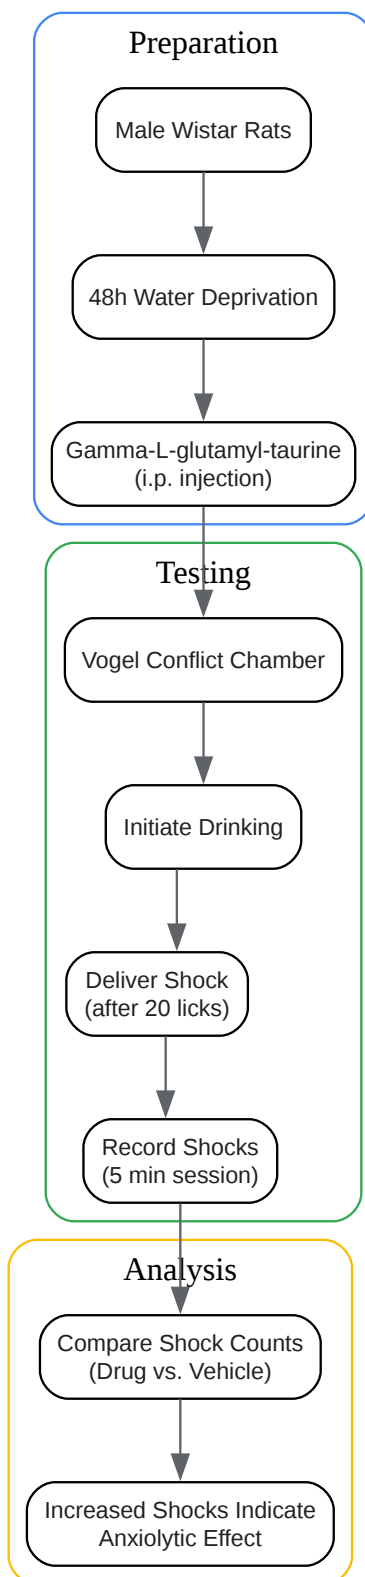 Preparation
Male Wistar Rats
48h Water Deprivation
Gamma-L-glutamyl-taurine
(i.p. injection)
Testing
Vogel Conflict Chamber
Initiate Drinking
Deliver Shock
(after 20 licks)
Record Shocks
(5 min session)
Analysis
Compare Shock Counts
(Drug vs. Vehicle)
Increased Shocks Indicate
Anxiolytic Effect